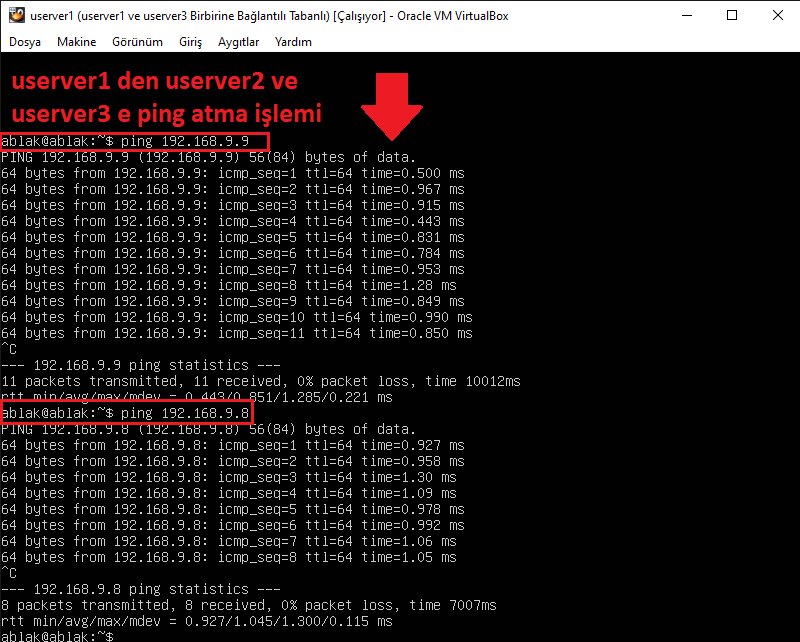 userver1 (userver1 ve userver3 Birbirine Bağlantılı Tabanlı) [Çalışıyor] - Oracle VM VirtualBox
Dosya Makine Görünüm Giriş Aygıtlar Yardım
userver1 den userver2 ve
userver3 e ping atma işlemi
ablak@ablak:~$ ping 192.168.9.9
PING 192.168.9.9 (192.168.9.9) 56(84) bytes of data.
64 bytes from 192.168.9.9: icmp_seq=1 ttl=64 time=0.500 ms
64 bytes from 192.168.9.9: icmp_seq=2 ttl=64 time=0.967 ms
64 bytes from 192.168.9.9: icmp_seq=3 ttl=64 time=0.915 ms
64 bytes from 192.168.9.9: icmp_seq=4 ttl=64 time=0.443 ms
64 bytes from 192.168.9.9: icmp_seq=5 ttl=64 time=0.831 ms
64 bytes from 192.168.9.9: icmp_seq=6 ttl=64 time=0.784 ms
64 bytes from 192.168.9.9: icmp_seq=7 ttl=64 time=0.953 ms
64 bytes from 192.168.9.9: icmp_seq=8 ttl=64 time=1.28 ms
64 bytes from 192.168.9.9: icmp_seq=9 ttl=64 time=0.849 ms
64 bytes from 192.168.9.9: icmp_seq=10 ttl=64 time=0.990 ms
64 bytes from 192.168.9.9: icmp_seq=11 ttl=64 time=0.850 ms
^C
--- 192.168.9.9 ping statistics ---
11 packets transmitted, 11 received, 0% packet loss, time 10012ms
rtt min/avg/max/mdev = 0.443/0.851/1.285/0.221 ms
ablak@ablak:~$ ping 192.168.9.8
PING 192.168.9.8 (192.168.9.8) 56(84) bytes of data.
64 bytes from 192.168.9.8: icmp_seq=1 ttl=64 time=0.927 ms
64 bytes from 192.168.9.8: icmp_seq=2 ttl=64 time=0.958 ms
64 bytes from 192.168.9.8: icmp_seq=3 ttl=64 time=1.30 ms
64 bytes from 192.168.9.8: icmp_seq=4 ttl=64 time=1.09 ms
64 bytes from 192.168.9.8: icmp_seq=5 ttl=64 time=0.978 ms
64 bytes from 192.168.9.8: icmp_seq=6 ttl=64 time=0.992 ms
64 bytes from 192.168.9.8: icmp_seq=7 ttl=64 time=1.06 ms
64 bytes from 192.168.9.8: icmp_seq=8 ttl=64 time=1.05 ms
^C
--- 192.168.9.8 ping statistics ---
8 packets transmitted, 8 received, 0% packet loss, time 7007ms
rtt min/avg/max/mdev = 0.927/1.045/1.300/0.115 ms
ablak@ablak:~$